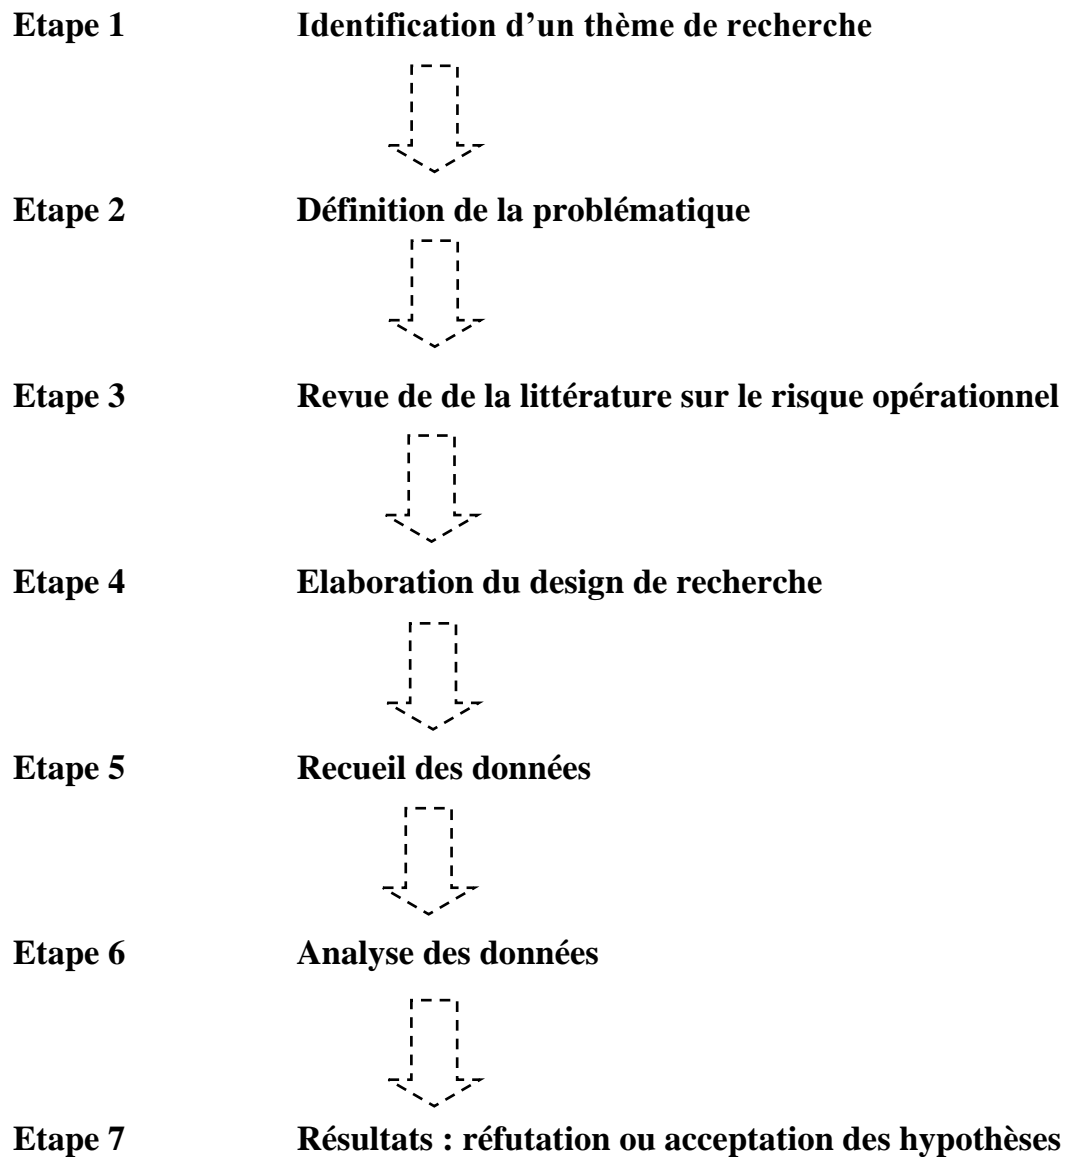 Etape 1 Identification d’un thème de recherche
Etape 2 Définition de la problématique
Etape 3 Revue de de la littérature sur le risque opérationnel
Etape 4 Elaboration du design de recherche
Etape 5 Recueil des données
Etape 6 Analyse des données
Etape 7 Résultats : réfutation ou acceptation des hypothèses